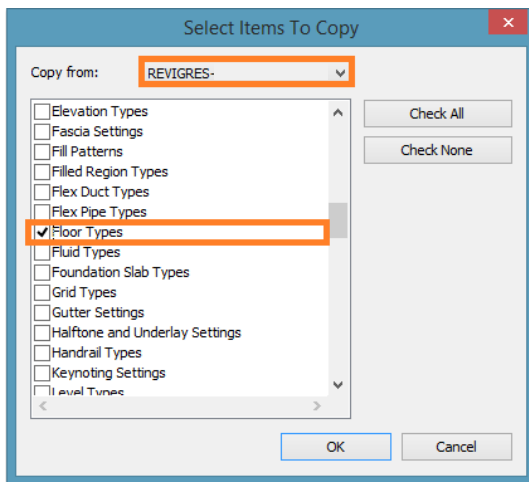 Select Items To Copy
Copy from: REVIGRES-
Elevation Types
Fascia Settings
Fill Patterns
Filled Region Types
Flex Duct Types
Flex Pipe Types
Floor Types
Fluid Types
Foundation Slab Types
Grid Types
Gutter Settings
Halftone and Underlay Settings
Handrail Types
Keynoting Settings
Level Types
Check All
Check None
OK Cancel